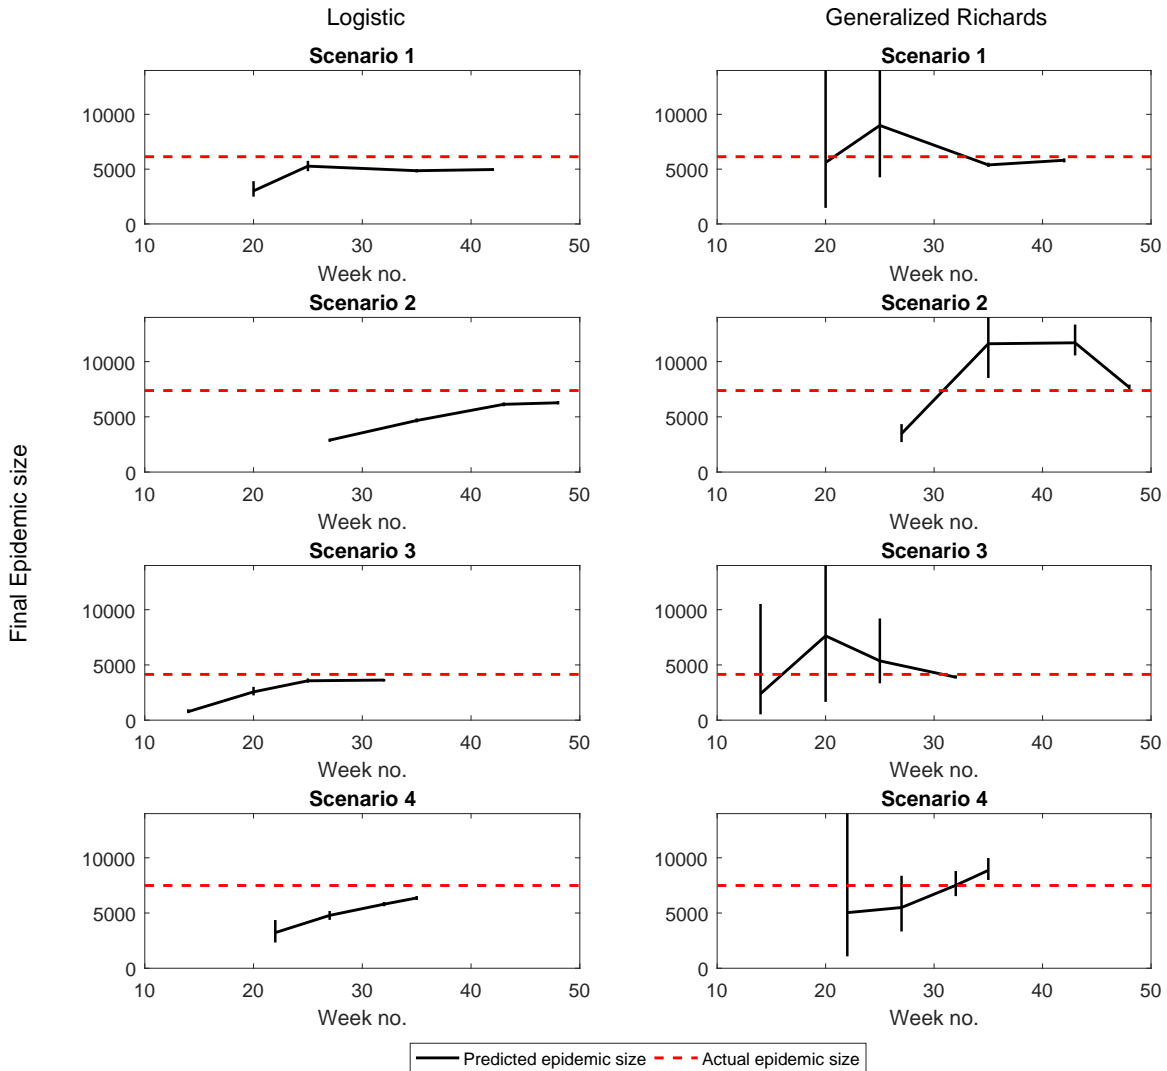 Logistic
Generalized Richards
Final Epidemic size
Scenario 1
10000
5000
0
10 20 30 40 50
Week no.
Scenario 1
10000
5000
0
10 20 30 40 50
Week no.
Scenario 2
10000
5000
0
10 20 30 40 50
Week no.
Scenario 2
10000
5000
0
10 20 30 40 50
Week no.
Scenario 3
10000
5000
0
10 20 30 40 50
Week no.
Scenario 3
10000
5000
0
10 20 30 40 50
Week no.
Scenario 4
10000
5000
0
10 20 30 40 50
Week no.
Scenario 4
10000
5000
0
10 20 30 40 50
Week no.
Predicted epidemic size Actual epidemic size